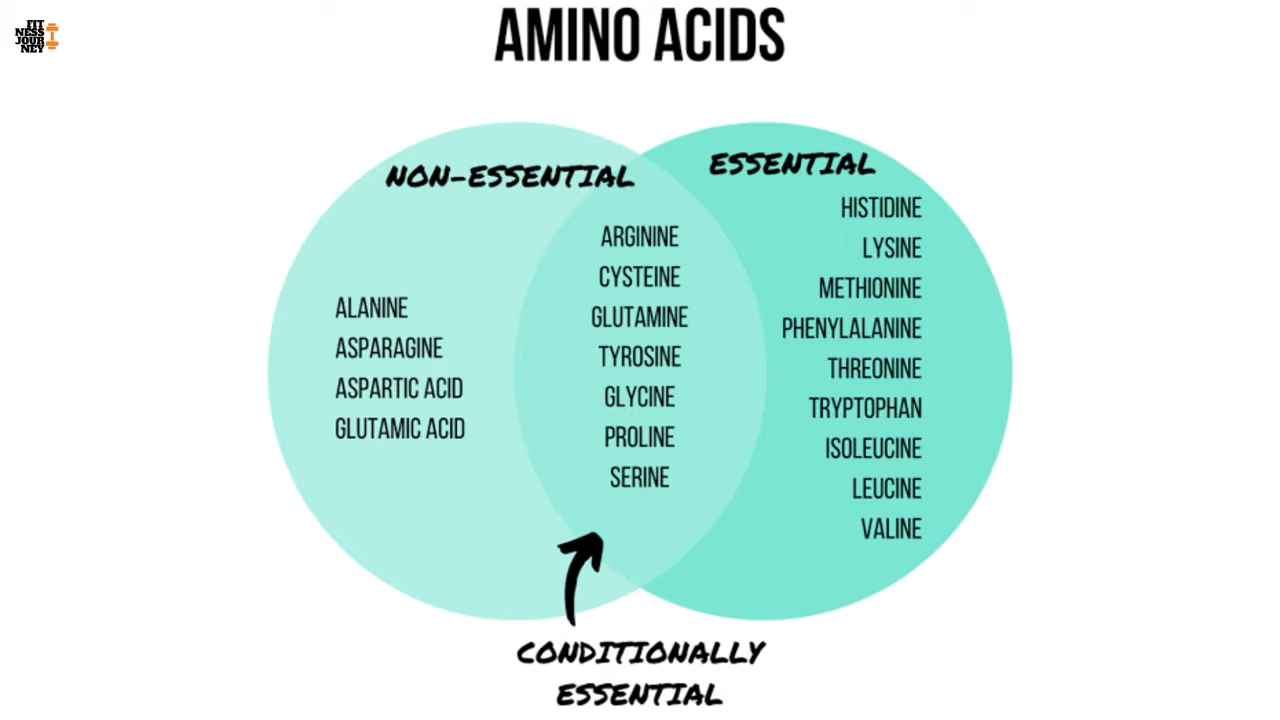 FIT
NESS
JOUR
NEY
AMINO ACIDS
NON-ESSENTIAL
ALANINE
ASPARAGINE
ASPARTIC ACID
GLUTAMIC ACID
ARGININE
CYSTEINE
GLUTAMINE
TYROSINE
GLYCINE
PROLINE
SERINE
ESSENTIAL
HISTIDINE
LYSINE
METHIONINE
PHENYLALANINE
THREONINE
TRYPTOPHAN
ISOLEUCINE
LEUCINE
VALINE
CONDITIONALLY
ESSENTIAL